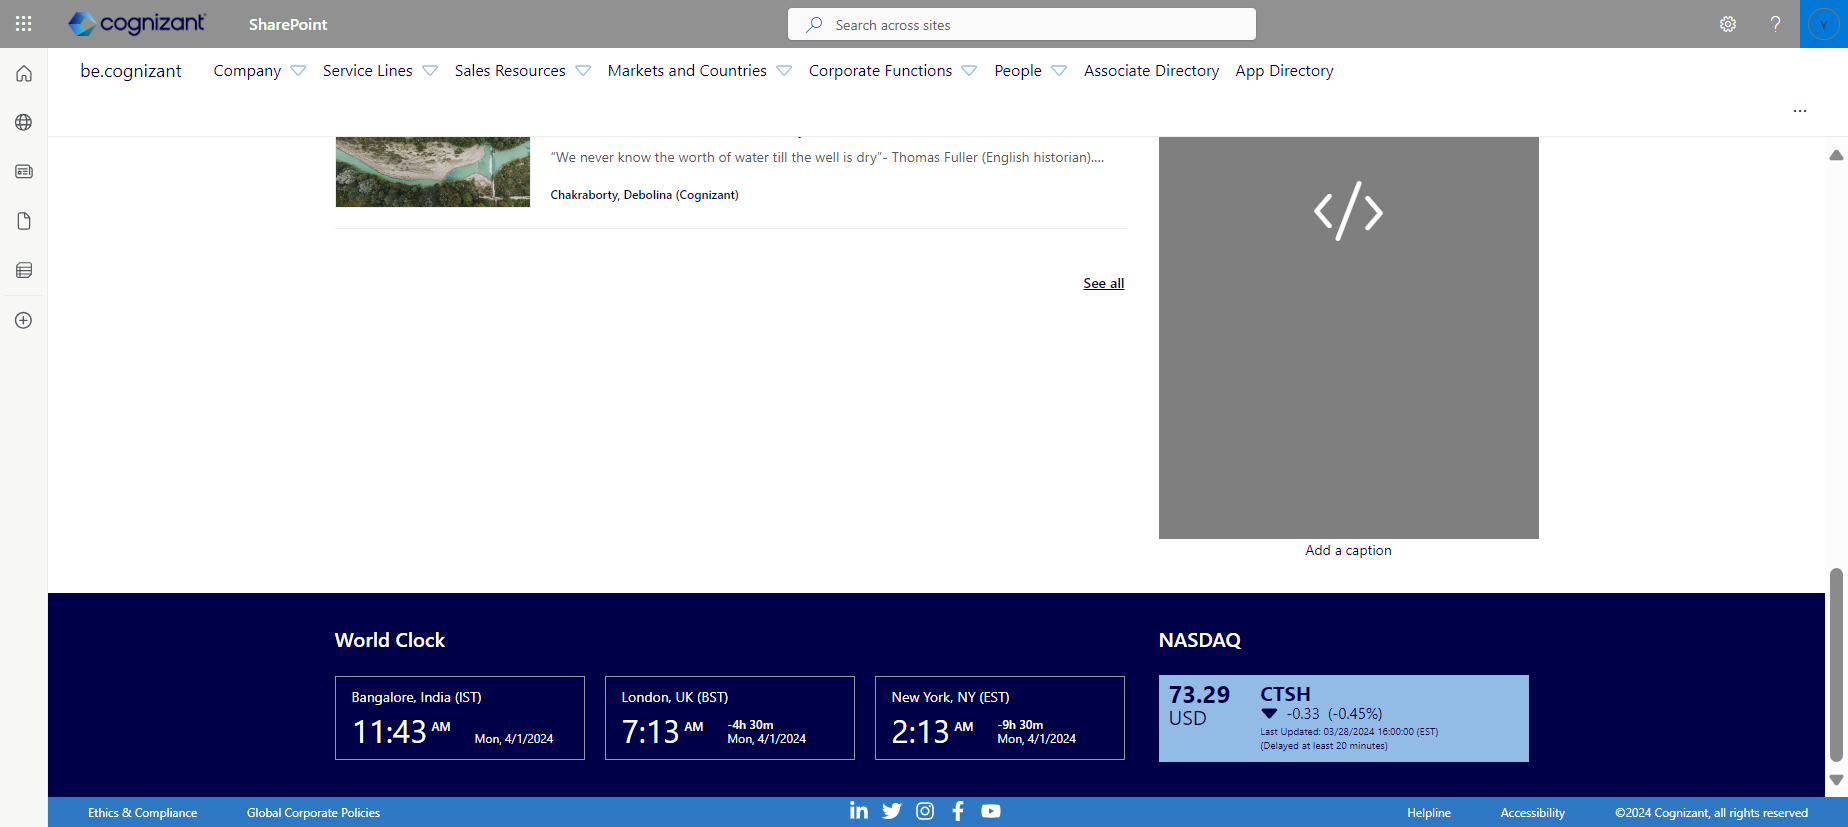 cognizant
SharePoint
Search across sites
?
Y
be.cognizant
Company
Service Lines
Sales Resources
Markets and Countries
Corporate Functions
People
Associate Directory
App Directory
...
“We never know the worth of water till the well is dry”- Thomas Fuller (English historian)....
Chakraborty, Debolina (Cognizant)
See all
</>
Add a caption
World Clock
Bangalore, India (IST)
11:43 AM
Mon, 4/1/2024
London, UK (BST)
7:13 AM
-4h 30m
Mon, 4/1/2024
New York, NY (EST)
2:13 AM
-9h 30m
Mon, 4/1/2024
NASDAQ
73.29
USD
CTSH
-0.33 (-0.45%)
Last Updated: 03/28/2024 16:00:00 (EST)
(Delayed at least 20 minutes)
Ethics & Compliance
Global Corporate Policies
Helpline
Accessibility
©2024 Cognizant, all rights reserved